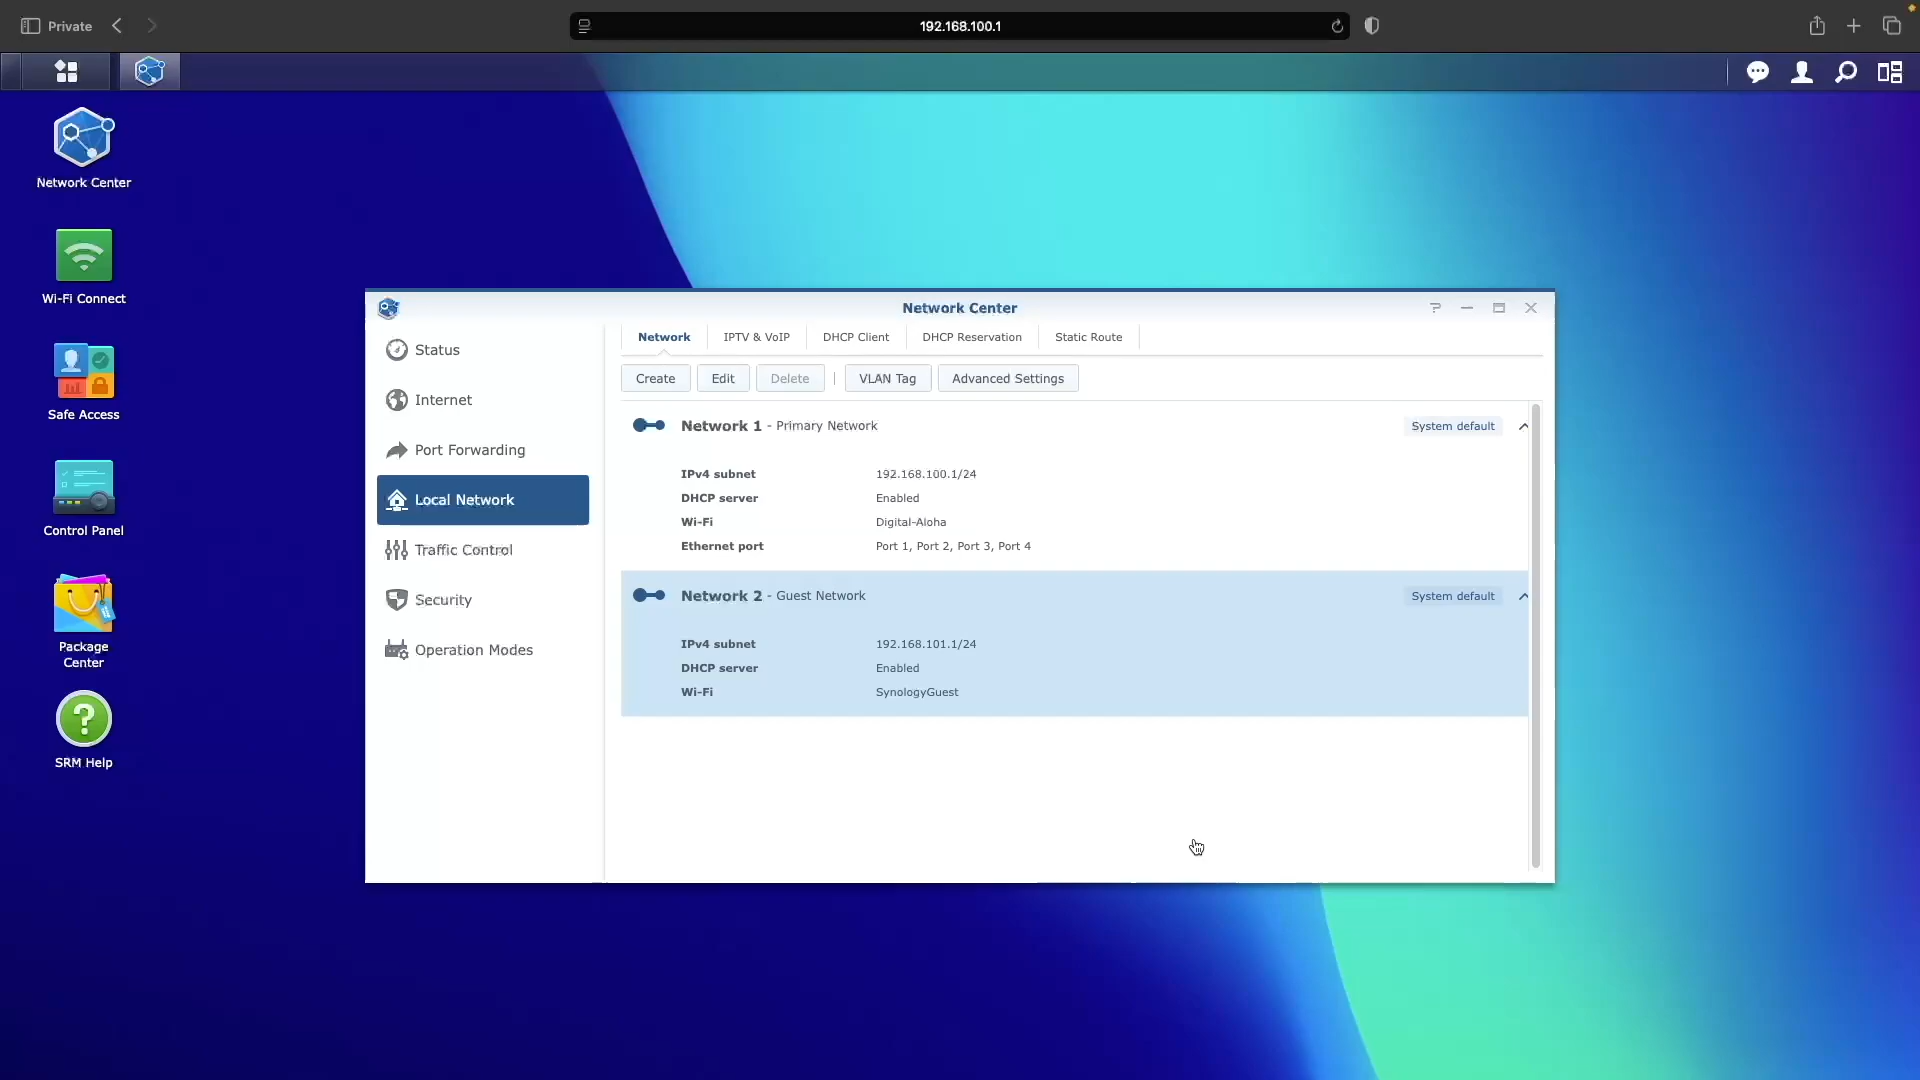 Private
192.168.100.1
Network Center
Wi-Fi Connect
Safe Access
Control Panel
Package
Center
SRM Help
Network Center
Status
Internet
Port Forwarding
Local Network
Traffic Control
Security
Operation Modes
Network IPTV & VoIP DHCP Client DHCP Reservation Static Route
Create Edit Delete | VLAN Tag Advanced Settings
Network 1 - Primary Network System default
IPv4 subnet 192.168.100.1/24
DHCP server Enabled
Wi-Fi Digital-Aloha
Ethernet port Port 1, Port 2, Port 3, Port 4
Network 2 - Guest Network System default
IPv4 subnet 192.168.101.1/24
DHCP server Enabled
Wi-Fi SynologyGuest